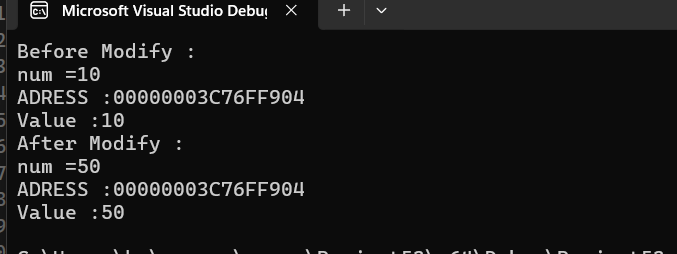 Microsoft Visual Studio Debug
Before Modify :
num =10
ADRESS :00000003C76FF904
Value :10
After Modify :
num =50
ADRESS :00000003C76FF904
Value :50